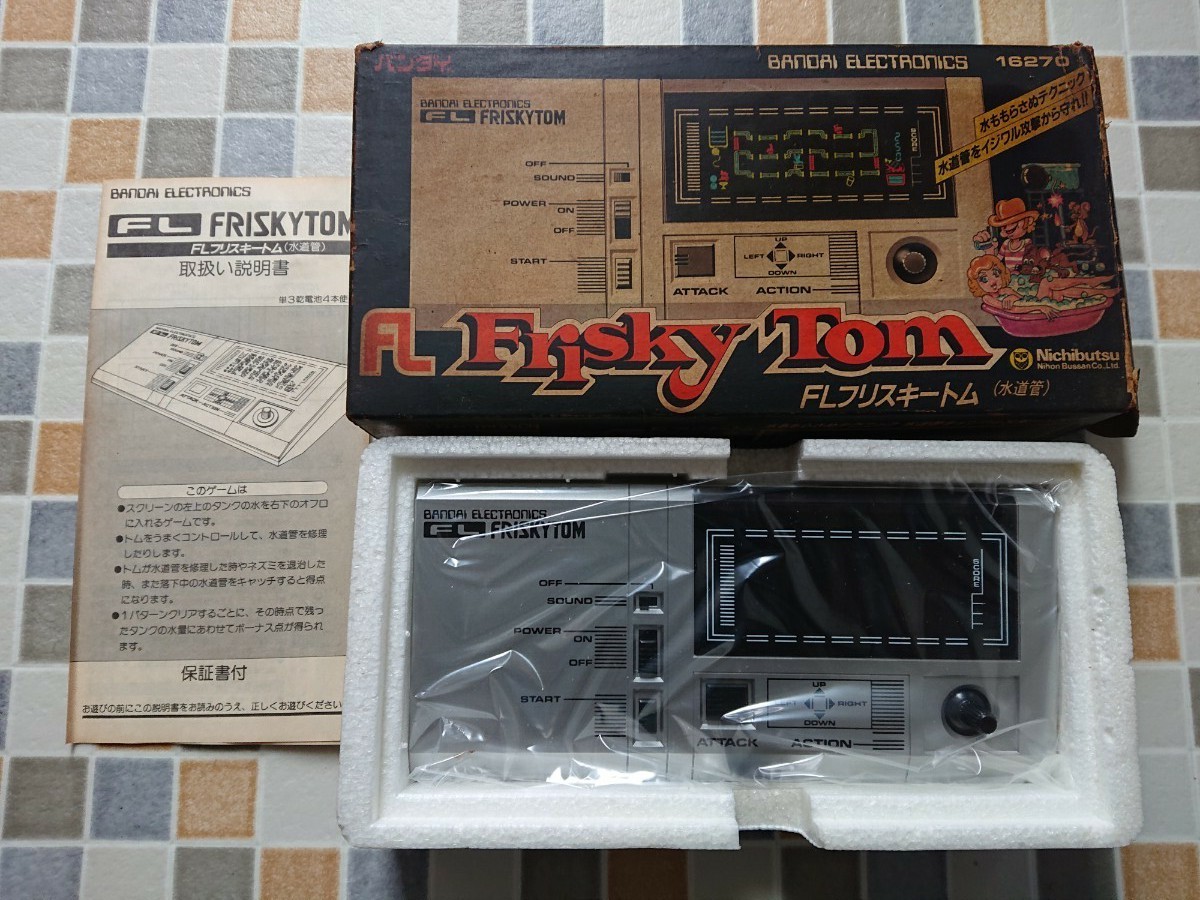 バンダイ
BANDAI ELECTRONICS 16270
水ももらさぬテクニック
水道管をイジワル攻撃から守れ!!
BANDAI ELECTRONICS
FL FRISKYTOM
OFF
SOUND
POWER
ON
OFF
START
SCORE
UP
LEFT RIGHT
DOWN
ATTACK ACTION
FL Frisky Tom
FLフリスキートム (水道管)
Nichibutsu
Nihon Bussan Co., Ltd.
BANDAI ELECTRONICS
FL FRISKYTOM
FLフリスキートム(水道管)
取扱い説明書
単3乾電池4本使
このゲームは
●スクリーンの左上のタンクの水を右下のオフロ
に入れるゲームです。
●トムをうまくコントロールして、水道管を修理
したりします。
●トムが水道管を修理した時やネズミを退治した
時、また落下中の水道管をキャッチすると得点
になります。
●1パターンクリアするごとに、その時点で残っ
たタンクの水量にあわせてボーナス点が得られ
ます。
保証書付
お遊びの前にこの説明書をお読みのうえ、正しくお遊びください
BANDAI ELECTRONICS
FL FRISKYTOM
OFF
SOUND
POWER
ON
OFF
START
SCORE
UP
LEFT RIGHT
DOWN
ATTACK ACTION